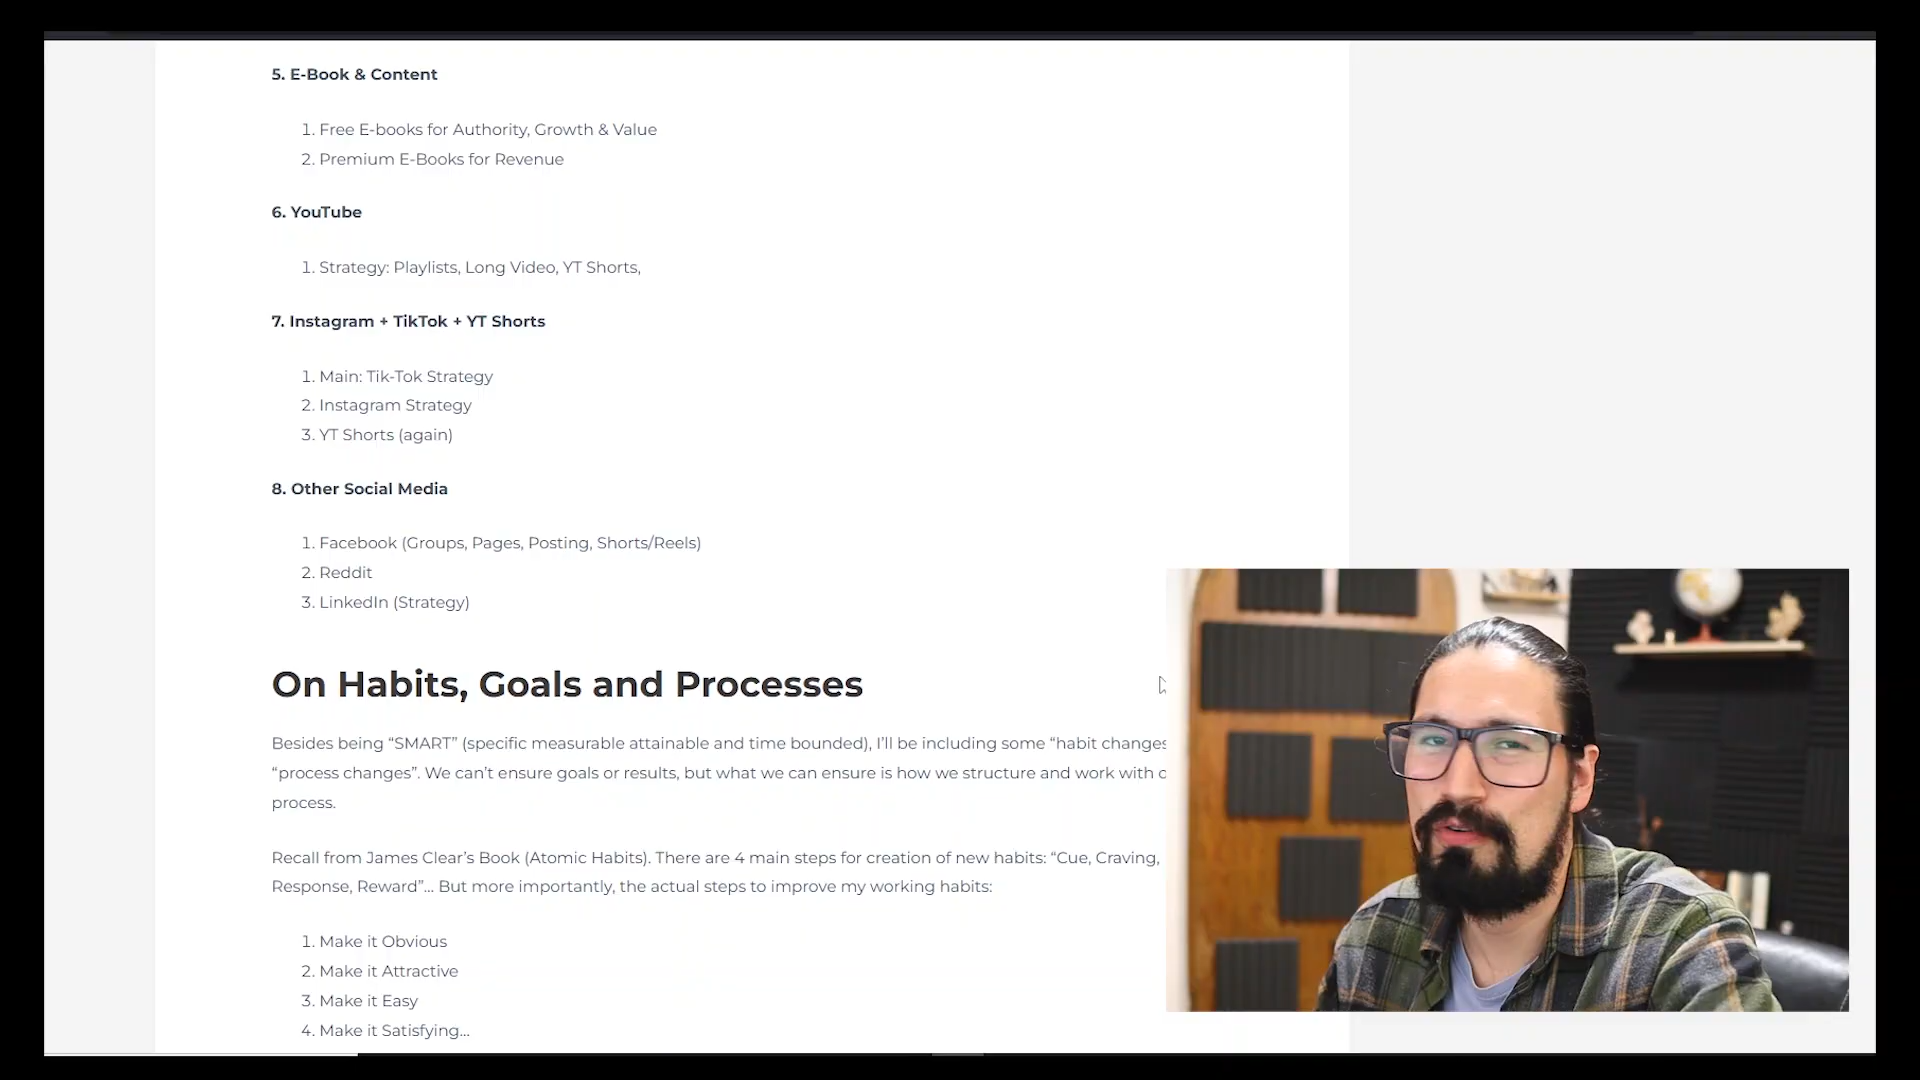 5. E-Book & Content
1. Free E-books for Authority, Growth & Value
2. Premium E-Books for Revenue
6. YouTube
1. Strategy: Playlists, Long Video, YT Shorts,
7. Instagram + TikTok + YT Shorts
1. Main: Tik-Tok Strategy
2. Instagram Strategy
3. YT Shorts (again)
8. Other Social Media
1. Facebook (Groups, Pages, Posting, Shorts/Reels)
2. Reddit
3. LinkedIn (Strategy)
On Habits, Goals and Processes
Besides being “SMART” (specific measurable attainable and time bounded), I’ll be including some “habit changes
“process changes”. We can’t ensure goals or results, but what we can ensure is how we structure and work with
process.
Recall from James Clear’s Book (Atomic Habits). There are 4 main steps for creation of new habits: “Cue, Craving,
Response, Reward”… But more importantly, the actual steps to improve my working habits:
1. Make it Obvious
2. Make it Attractive
3. Make it Easy
4. Make it Satisfying…